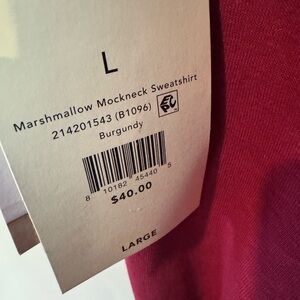 L
Marshmallow Mockneck Sweatshirt
214201543 (B1096)
Burgundy
8 10182 45440 5
$40.00
LARGE